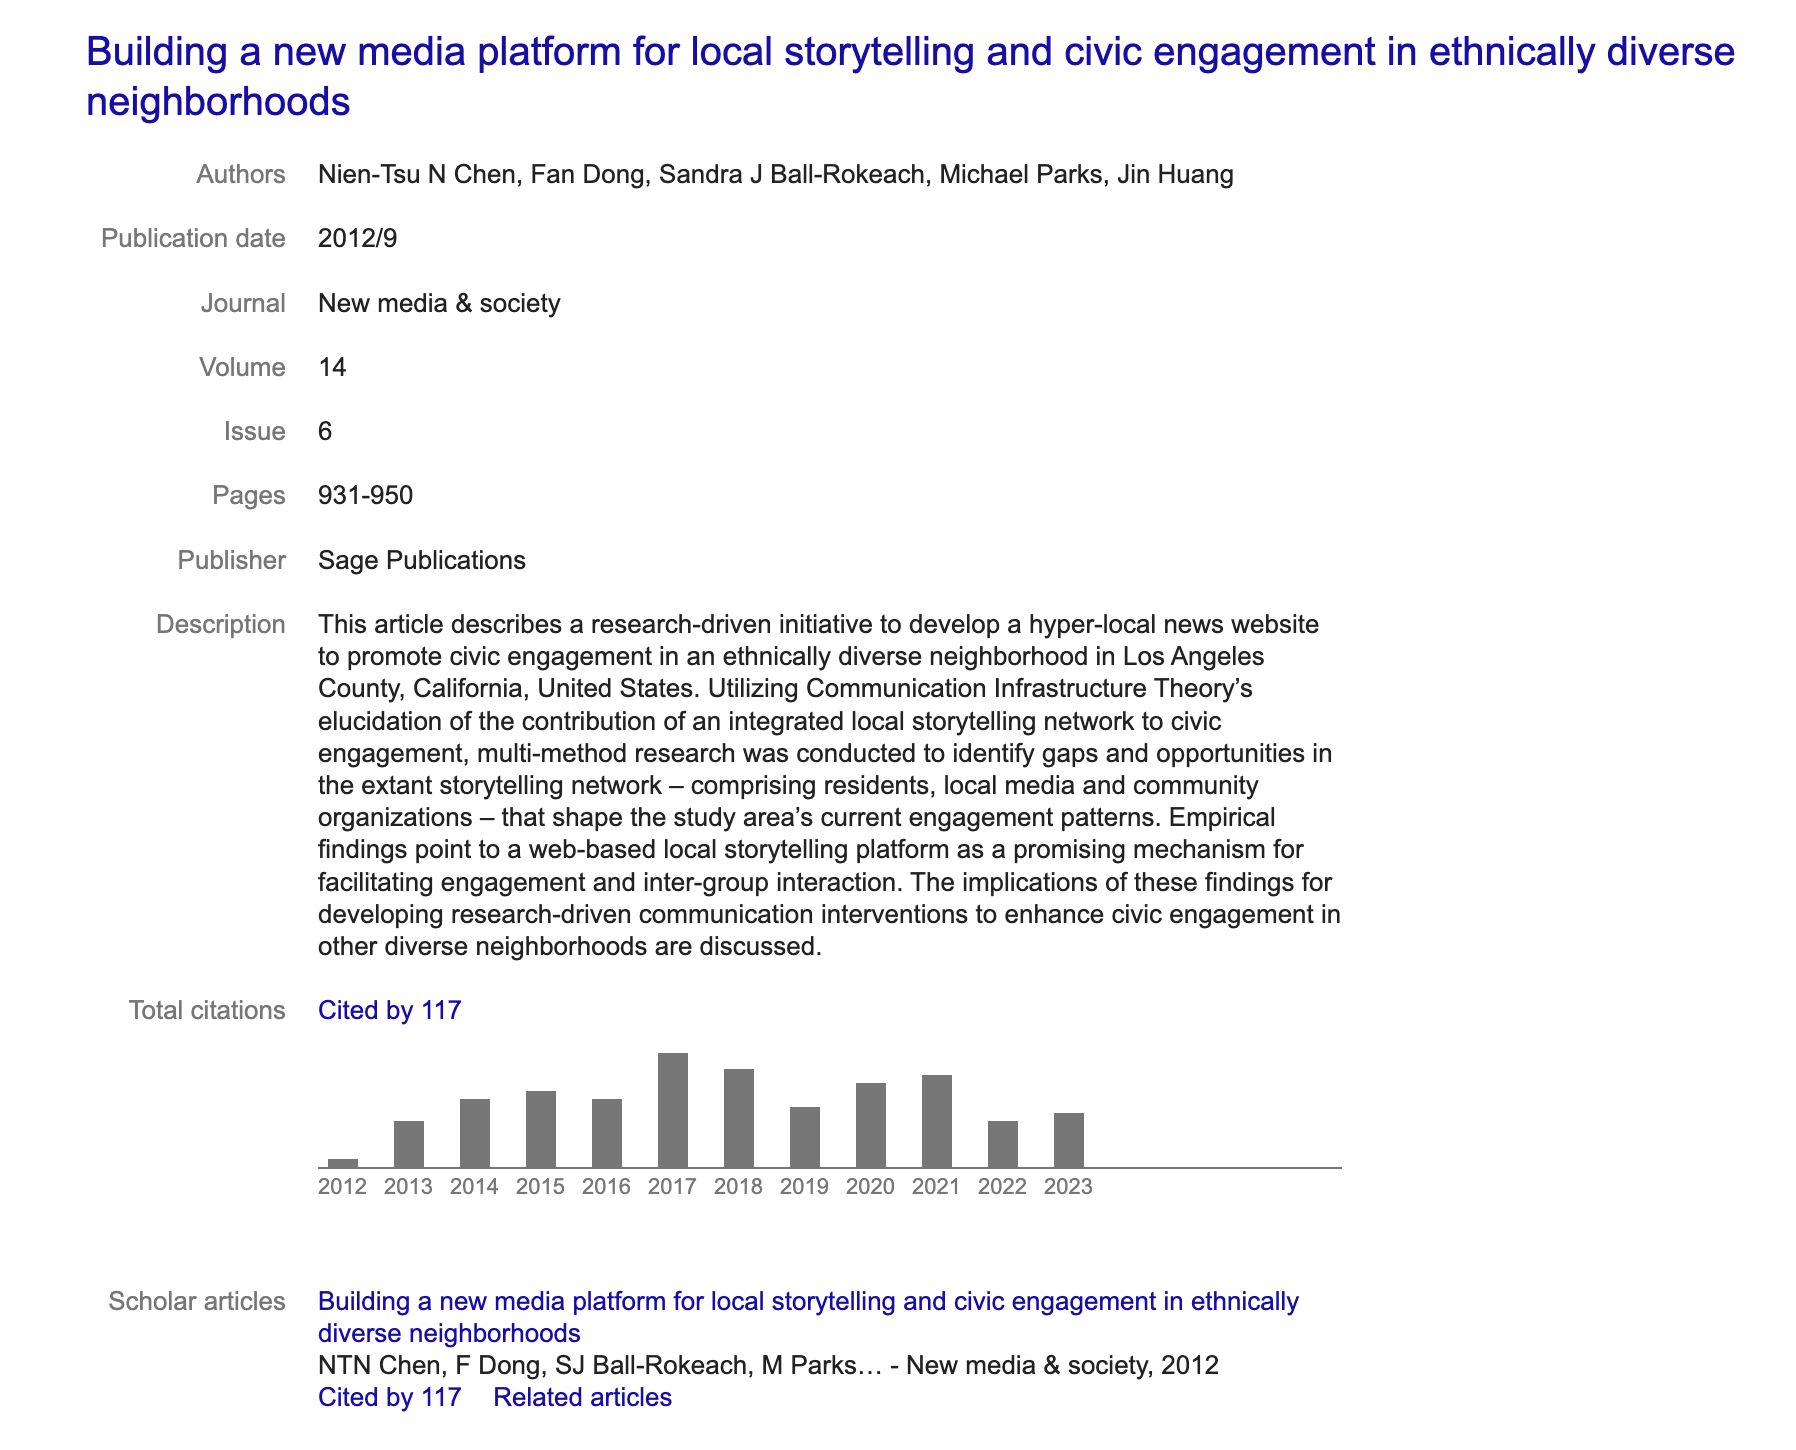 Building a new media platform for local storytelling and civic engagement in ethnically diverse
neighborhoods
Authors Nien-Tsu N Chen, Fan Dong, Sandra J Ball-Rokeach, Michael Parks, Jin Huang
Publication date 2012/9
Journal New media & society
Volume 14
Issue 6
Pages 931-950
Publisher Sage Publications
Description This article describes a research-driven initiative to develop a hyper-local news website
to promote civic engagement in an ethnically diverse neighborhood in Los Angeles
County, California, United States. Utilizing Communication Infrastructure Theory’s
elucidation of the contribution of an integrated local storytelling network to civic
engagement, multi-method research was conducted to identify gaps and opportunities in
the extant storytelling network – comprising residents, local media and community
organizations – that shape the study area’s current engagement patterns. Empirical
findings point to a web-based local storytelling platform as a promising mechanism for
facilitating engagement and inter-group interaction. The implications of these findings for
developing research-driven communication interventions to enhance civic engagement in
other diverse neighborhoods are discussed.
Total citations Cited by 117
2012 2013 2014 2015 2016 2017 2018 2019 2020 2021 2022 2023
Scholar articles Building a new media platform for local storytelling and civic engagement in ethnically
diverse neighborhoods
NTN Chen, F Dong, SJ Ball-Rokeach, M Parks… - New media & society, 2012
Cited by 117 Related articles